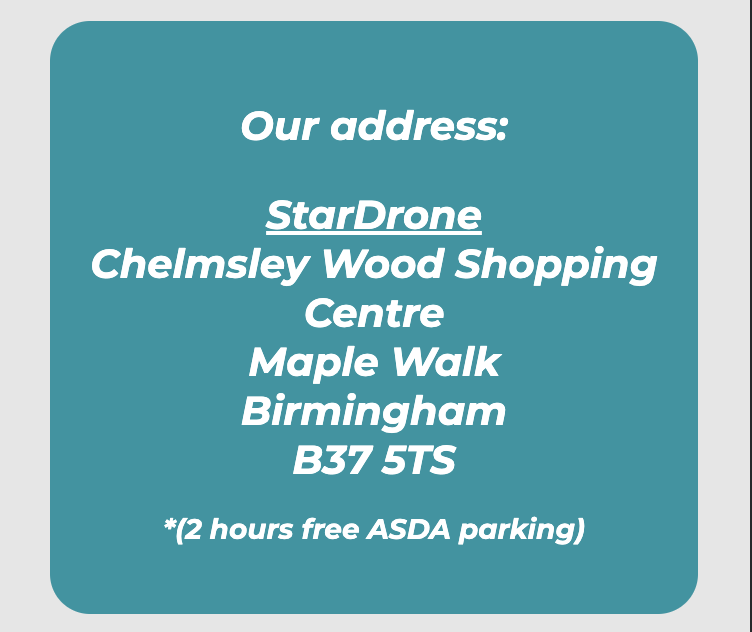 Our address:
StarDrone
Chelmsley Wood Shopping
Centre
Maple Walk
Birmingham
B37 5TS
*(2 hours free ASDA parking)